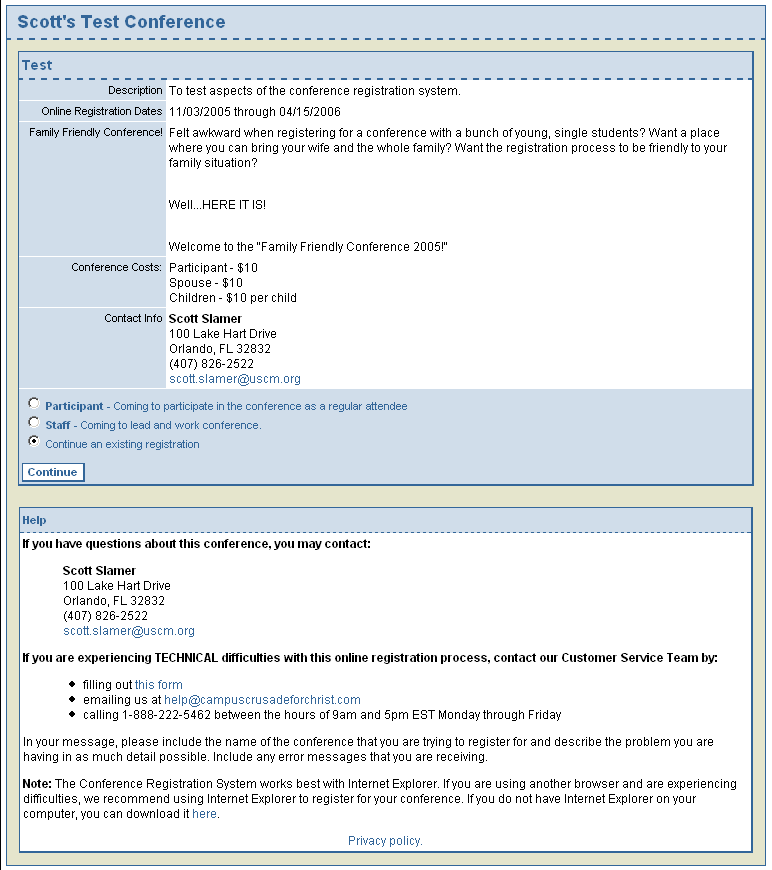 Scott's Test Conference
Test
Description To test aspects of the conference registration system.
Online Registration Dates 11/03/2005 through 04/15/2006
Family Friendly Conference! Felt awkward when registering for a conference with a bunch of young, single students? Want a place
where you can bring your wife and the whole family? Want the registration process to be friendly to your
family situation?
Well...HERE IT IS!
Welcome to the "Family Friendly Conference 2005!"
Conference Costs: Participant - $10
Spouse - $10
Children - $10 per child
Contact Info Scott Slamer
100 Lake Hart Drive
Orlando, FL 32832
(407) 826-2522
scott.slamer@uscm.org
Participant - Coming to participate in the conference as a regular attendee
Staff - Coming to lead and work conference.
Continue an existing registration
Continue
Help
If you have questions about this conference, you may contact:
Scott Slamer
100 Lake Hart Drive
Orlando, FL 32832
(407) 826-2522
scott.slamer@uscm.org
If you are experiencing TECHNICAL difficulties with this online registration process, contact our Customer Service Team by:
filling out this form
emailing us at help@campuscrusadeforchrist.com
calling 1-888-222-5462 between the hours of 9am and 5pm EST Monday through Friday
In your message, please include the name of the conference that you are trying to register for and describe the problem you are
having in as much detail possible. Include any error messages that you are receiving.
Note: The Conference Registration System works best with Internet Explorer. If you are using another browser and are experiencing
difficulties, we recommend using Internet Explorer to register for your conference. If you do not have Internet Explorer on your
computer, you can download it here.
Privacy policy.